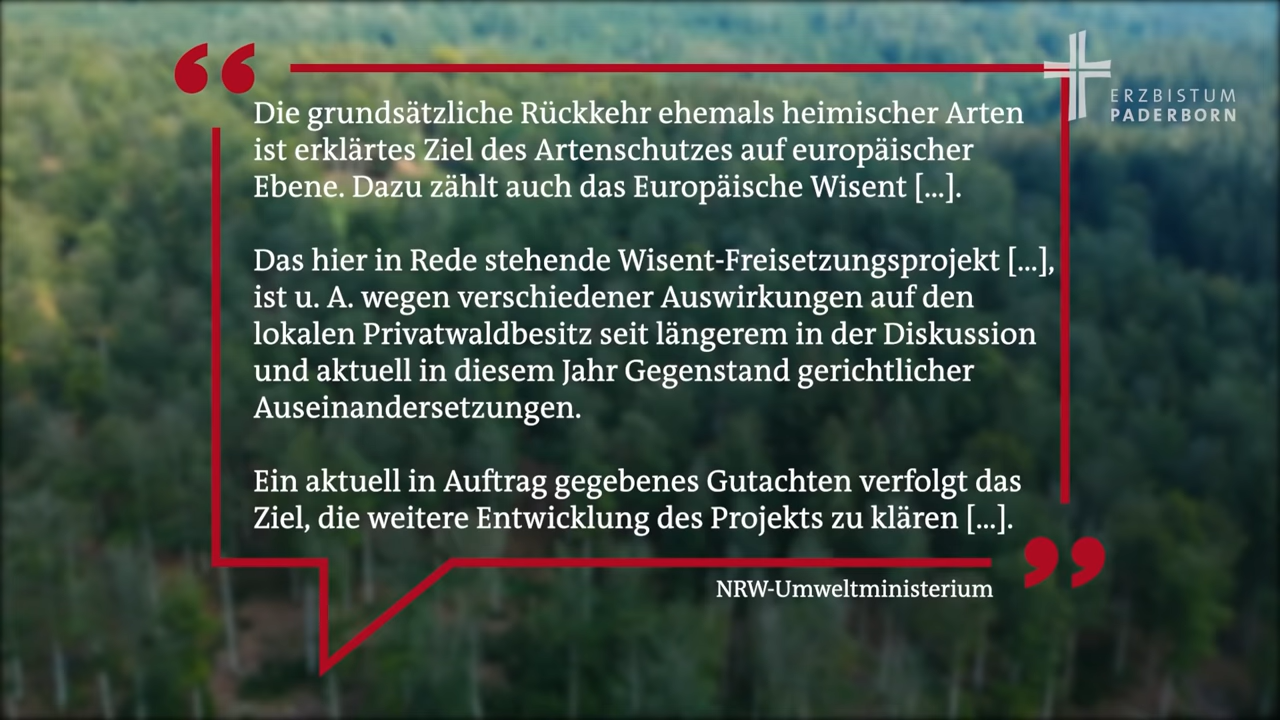 ERZBISTUM
PADERBORN
Die grundsätzliche Rückkehr ehemals heimischer Arten
ist erklärtes Ziel des Artenschutzes auf europäischer
Ebene. Dazu zählt auch das Europäische Wisent [...].
Das hier in Rede stehende Wisent-Freisetzungsprojekt [...],
ist u. A. wegen verschiedener Auswirkungen auf den
lokalen Privatwaldbesitz seit längerem in der Diskussion
und aktuell in diesem Jahr Gegenstand gerichtlicher
Auseinandersetzungen.
Ein aktuell in Auftrag gegebenes Gutachten verfolgt das
Ziel, die weitere Entwicklung des Projekts zu klären [...].
NRW-Umweltministerium